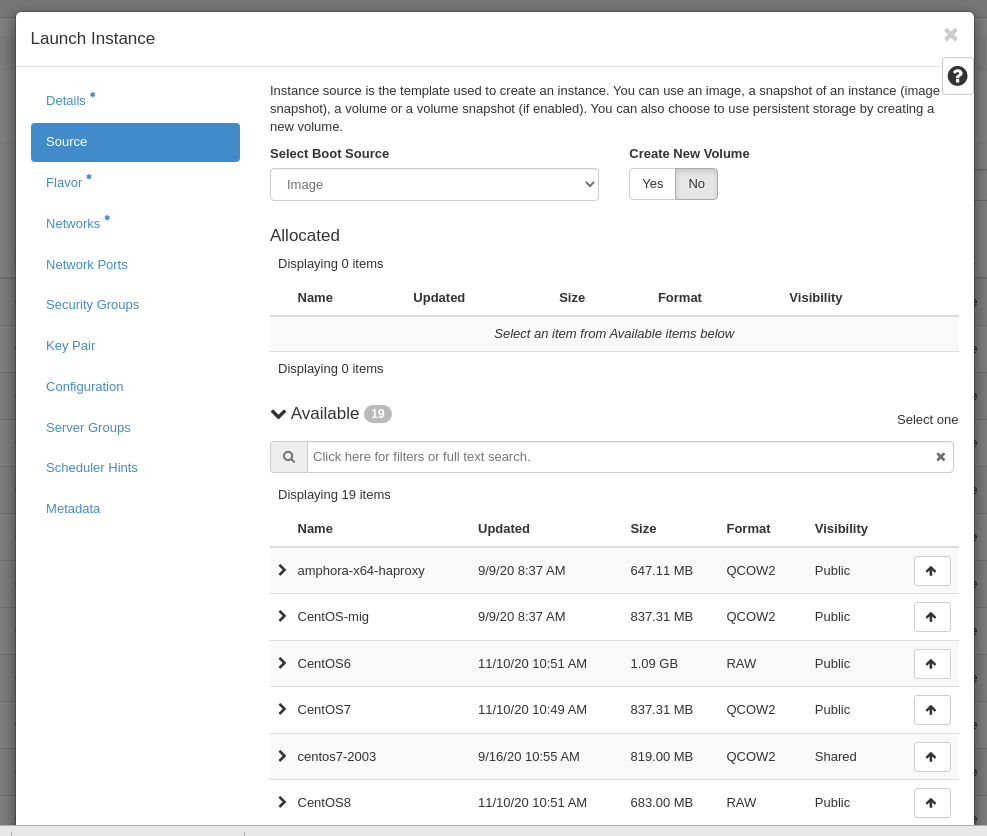 Launch Instance
Details *
Source
Flavor *
Networks *
Network Ports
Security Groups
Key Pair
Configuration
Server Groups
Scheduler Hints
Metadata
Instance source is the template used to create an instance. You can use an image, a snapshot of an instance (image
snapshot), a volume or a volume snapshot (if enabled). You can also choose to use persistent storage by creating a
new volume.
Select Boot Source
Create New Volume
Image
Yes No
Allocated
Displaying 0 items
Name Updated Size Format Visibility
Select an item from Available items below
Displaying 0 items
Available 19
Select one
Click here for filters or full text search.
Displaying 19 items
Name Updated Size Format Visibility
amphora-x64-haproxy 9/9/20 8:37 AM 647.11 MB QCOW2 Public
CentOS-mig 9/9/20 8:37 AM 837.31 MB QCOW2 Public
CentOS6 11/10/20 10:51 AM 1.09 GB RAW Public
CentOS7 11/10/20 10:49 AM 837.31 MB QCOW2 Public
centos7-2003 9/16/20 10:55 AM 819.00 MB QCOW2 Shared
CentOS8 11/10/20 10:51 AM 683.00 MB RAW Public